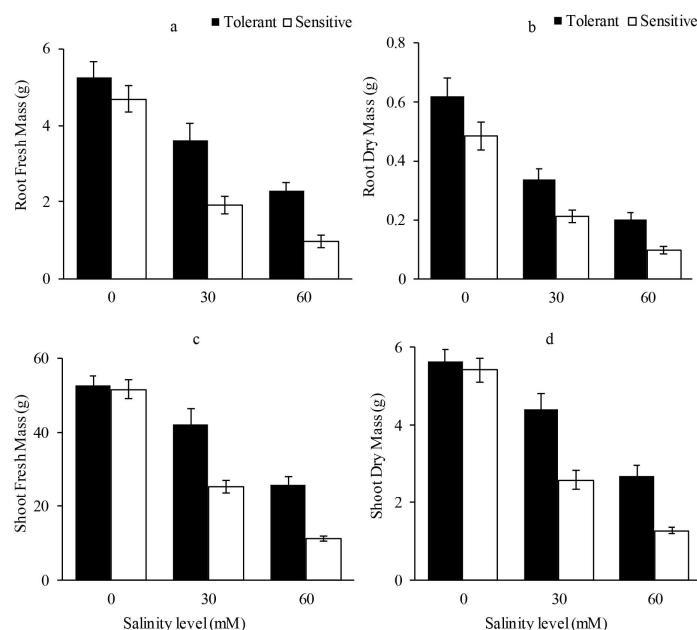 a
Tolerant Sensitive
Root Fresh Mass (g)
6
4
2
0
0 30 60
b
Tolerant Sensitive
Root Dry Mass (g)
0.8
0.6
0.4
0.2
0
0 30 60
c
Shoot Fresh Mass (g)
60
40
20
0
0 30 60
Salinity level (mM)
d
Shoot Dry Mass (g)
6
4
2
0
0 30 60
Salinity level (mM)